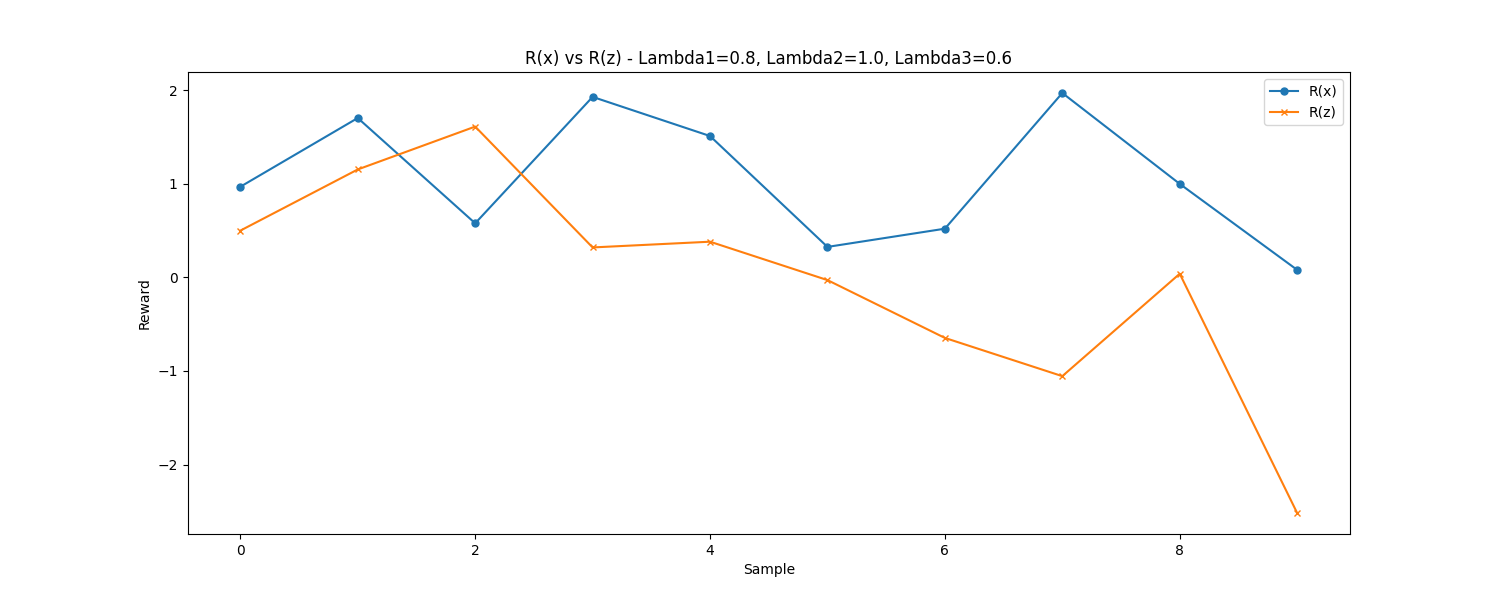 R(x) vs R(z) - Lambda1=0.8, Lambda2=1.0, Lambda3=0.6
R(x)
R(z)
2
1
0
−1
−2
Reward
0 2 4 6 8
Sample